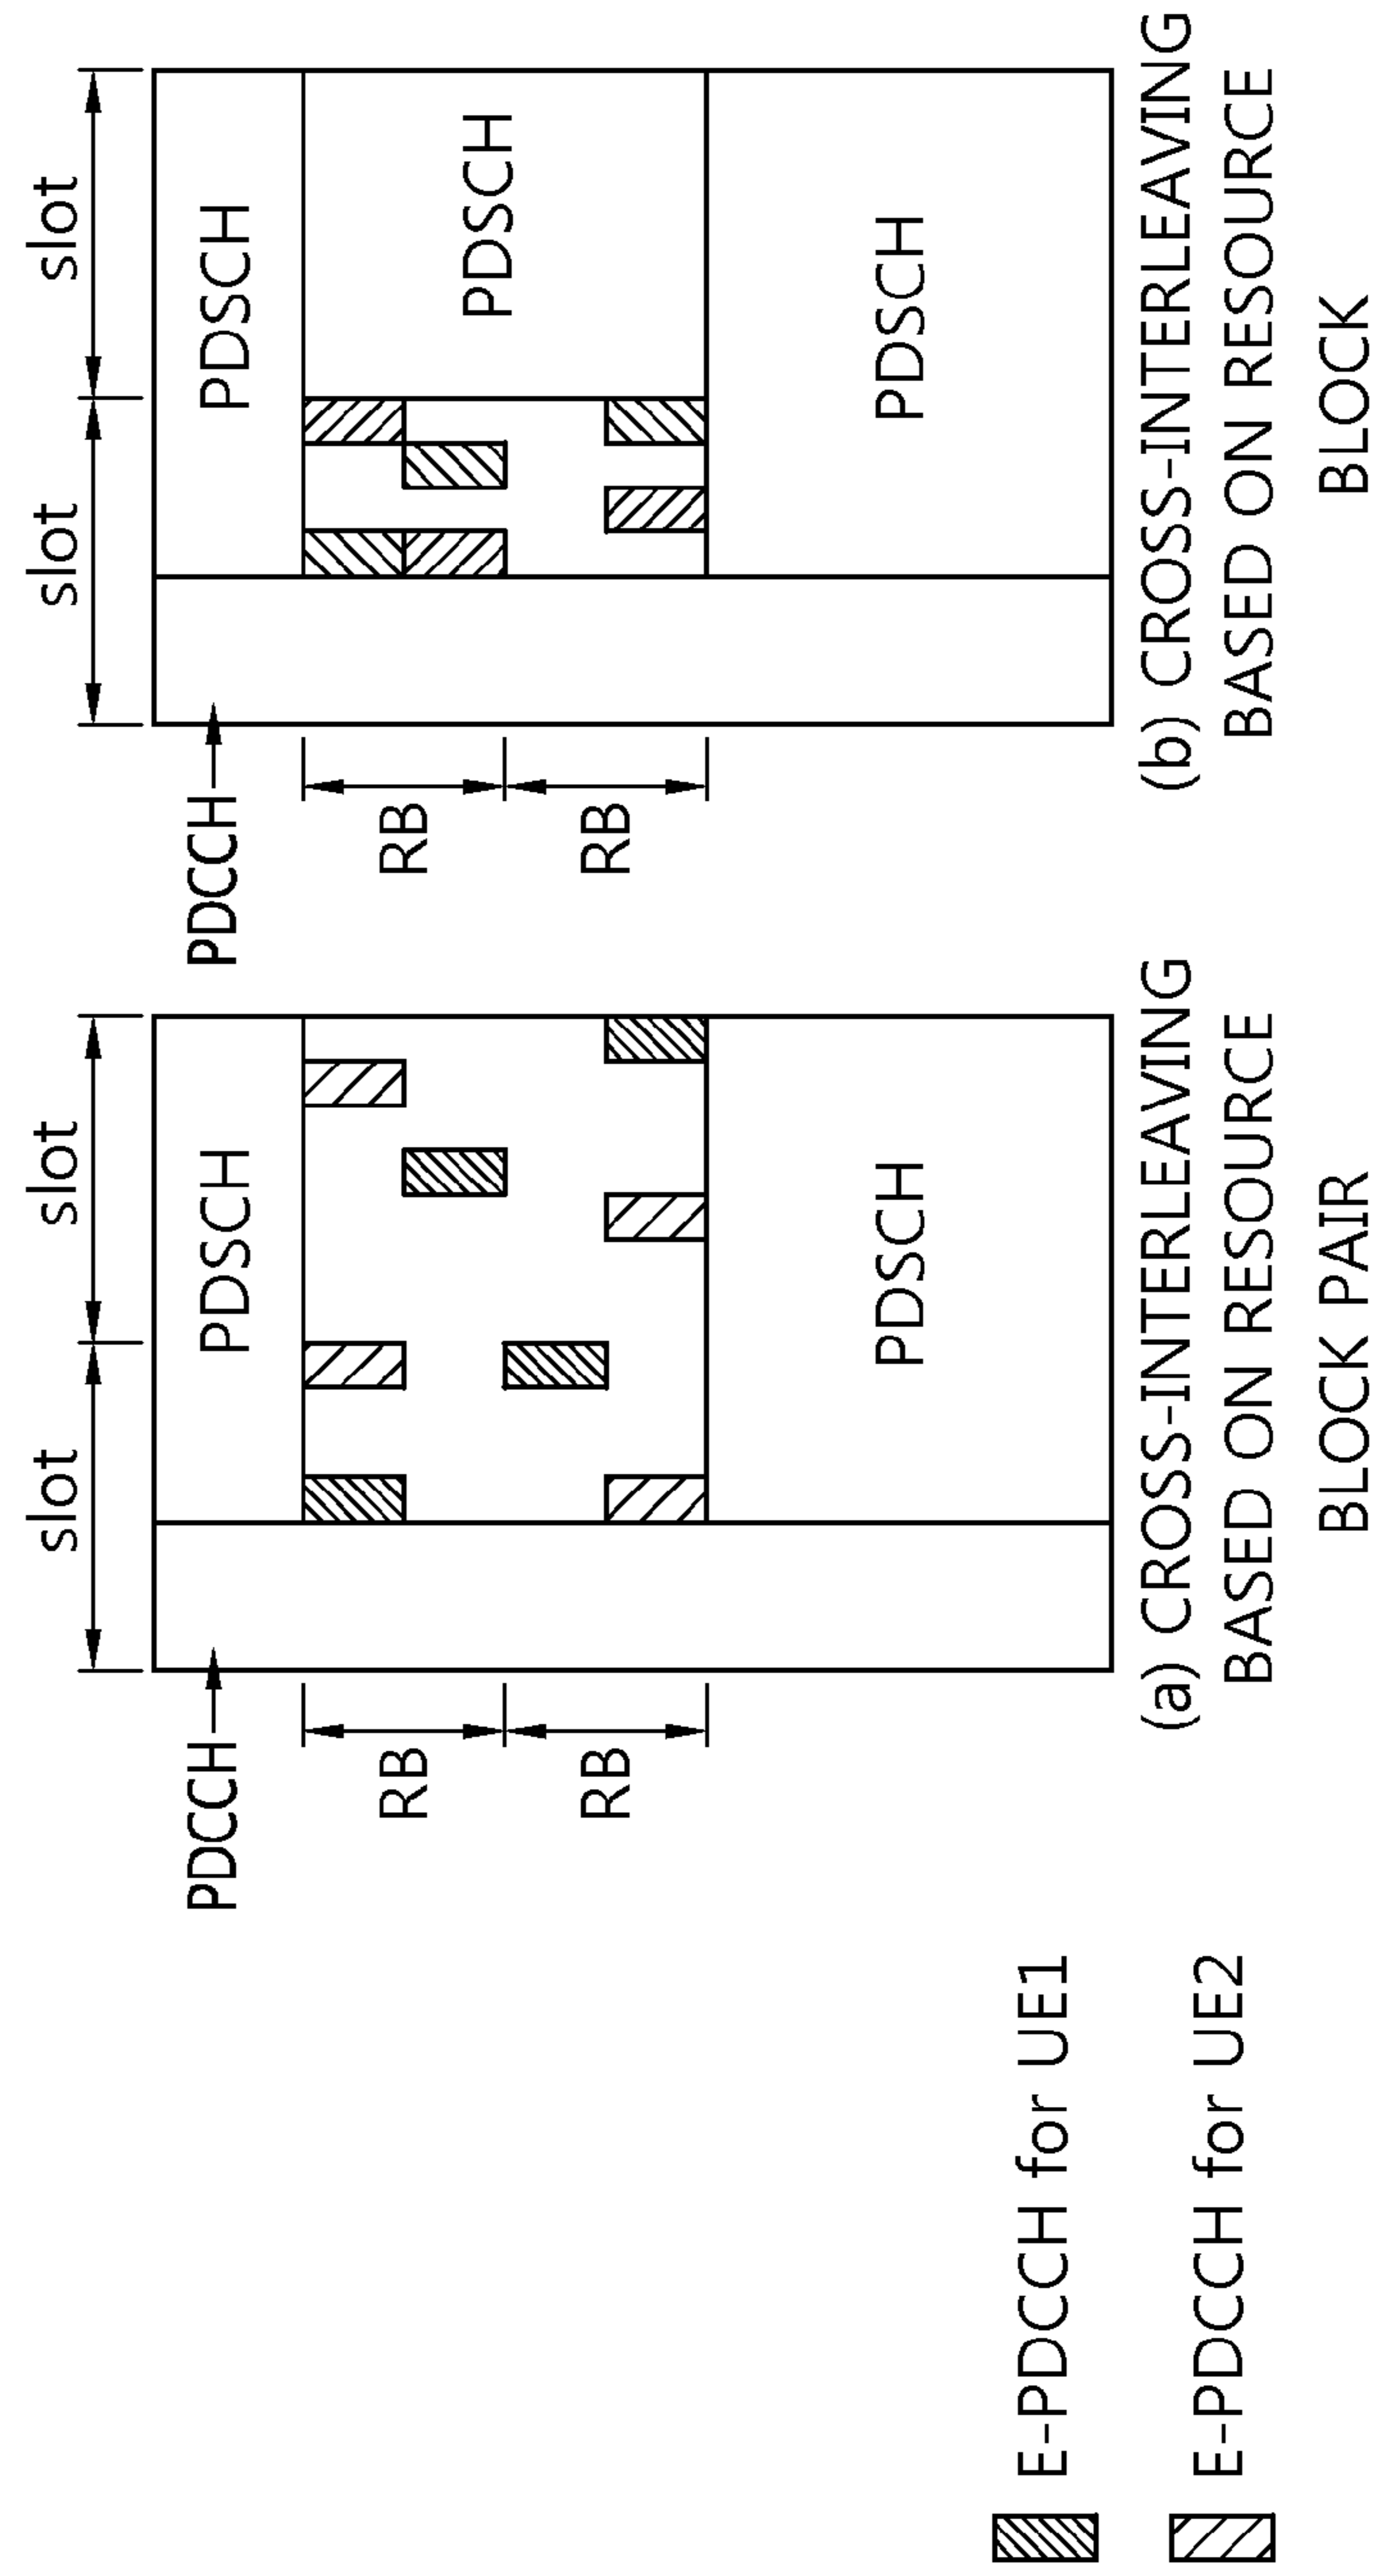 slot
slot
PDCCH
PDSCH
RB
RB
PDSCH
(a) CROSS-INTERLEAVING
BASED ON RESOURCE
BLOCK PAIR
slot
slot
PDCCH
PDSCH
PDSCH
RB
RB
PDSCH
(b) CROSS-INTERLEAVING
BASED ON RESOURCE
BLOCK
E-PDCCH for UE1
E-PDCCH for UE2